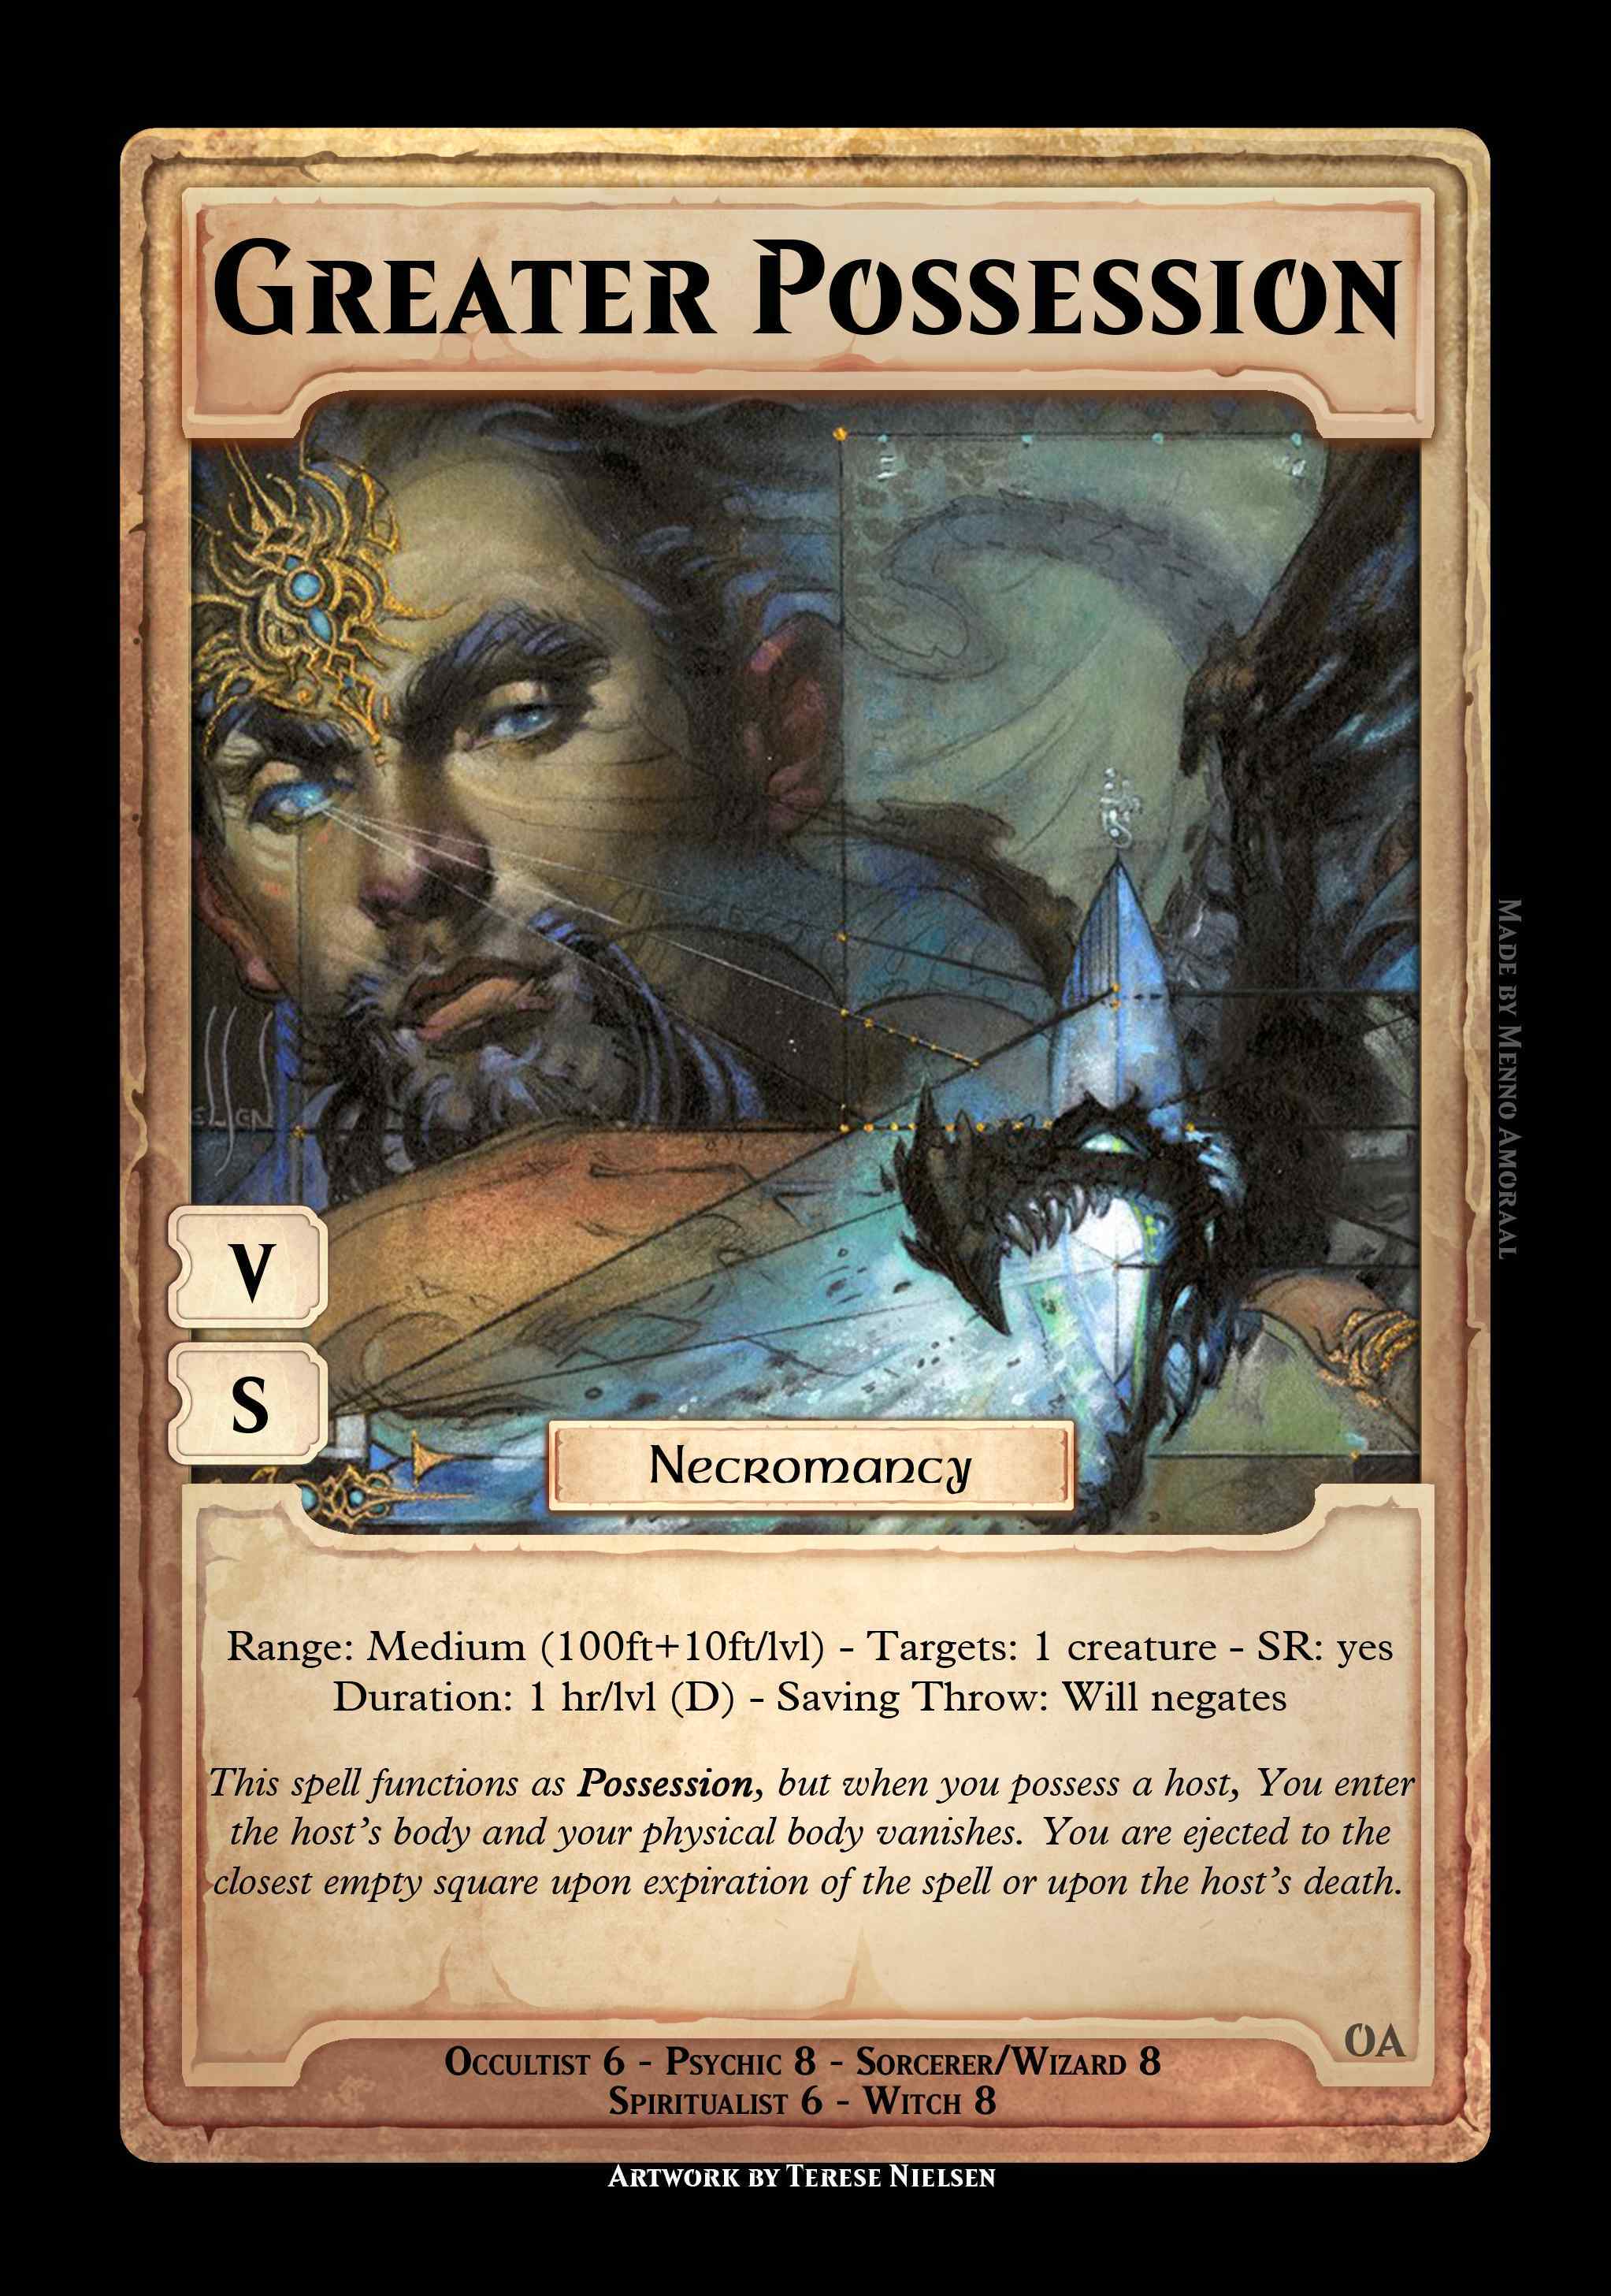 Greater Possession
V
S
Necromancy
Range: Medium (100ft+10ft/lvl) - Targets: 1 creature - SR: yes
Duration: 1 hr/lvl (D) - Saving Throw: Will negates
This spell functions as Possession, but when you possess a host, You enter
the host's body and your physical body vanishes. You are ejected to the
closest empty square upon expiration of the spell or upon the host's death.
OA
Occultist 6 - Psychic 8 - Sorcerer/Wizard 8
Spiritualist 6 - Witch 8
Artwork by Terese Nielsen
Made by Menno Amoraal